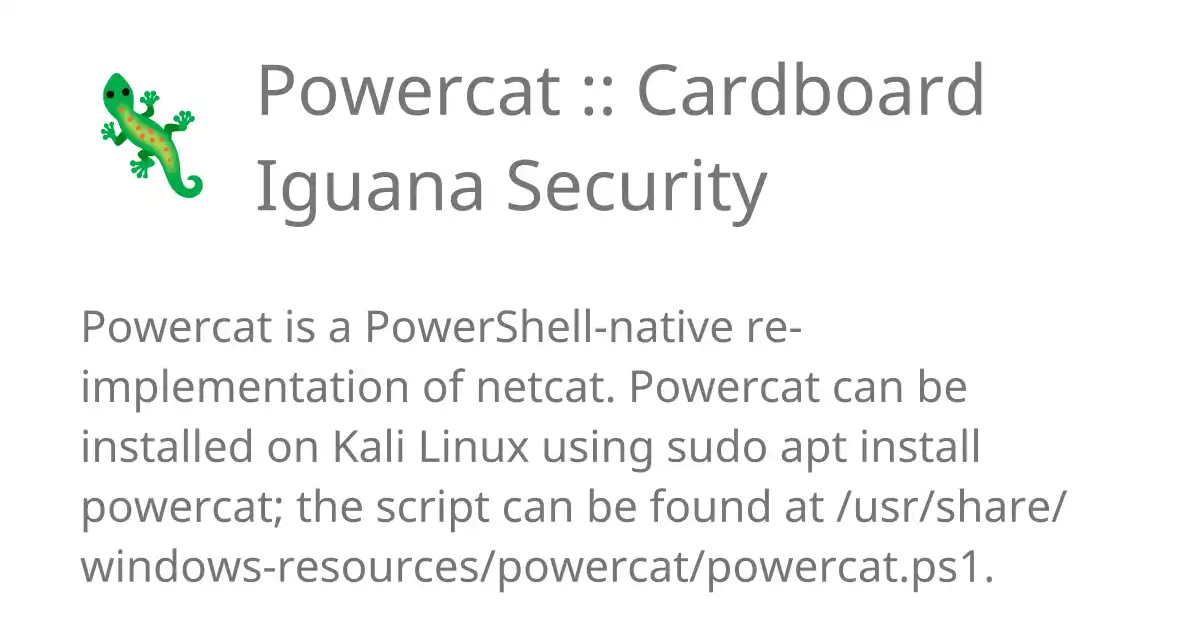 Powercat :: Cardboard
Iguana Security
Powercat is a PowerShell-native re-
implementation of netcat. Powercat can be
installed on Kali Linux using sudo apt install
powercat; the script can be found at /usr/share/
windows-resources/powercat/powercat.ps1.